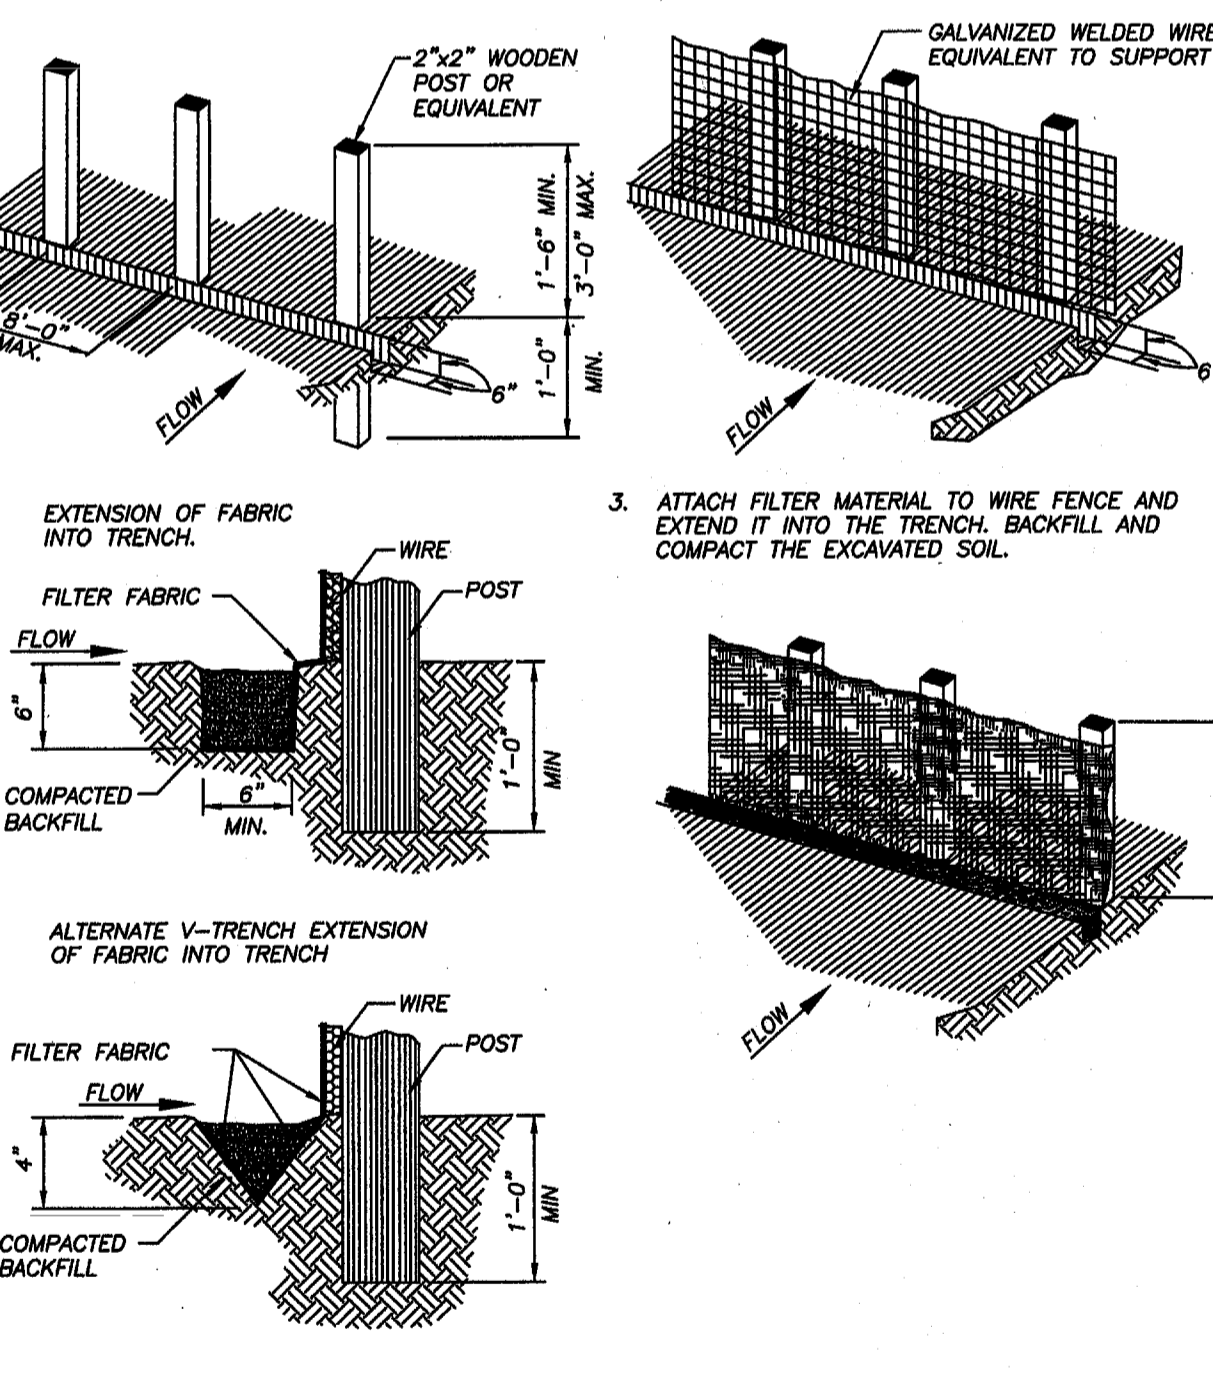 2"x2" WOODEN
POST OR
EQUIVALENT
1'-6" MIN.
3'-0" MAX.
1'-0"
MIN.
8'-0"
MAX.
6"
FLOW
GALVANIZED WELDED WIRE
EQUIVALENT TO SUPPORT
6
FLOW
EXTENSION OF FABRIC
INTO TRENCH.
WIRE
FILTER FABRIC
POST
FLOW
6"
1'-0"
MIN
COMPACTED
BACKFILL
6"
MIN.
3. ATTACH FILTER MATERIAL TO WIRE FENCE AND
EXTEND IT INTO THE TRENCH. BACKFILL AND
COMPACT THE EXCAVATED SOIL.
FLOW
ALTERNATE V-TRENCH EXTENSION
OF FABRIC INTO TRENCH
WIRE
FILTER FABRIC
POST
FLOW
4"
1'-0"
MIN
COMPACTED
BACKFILL